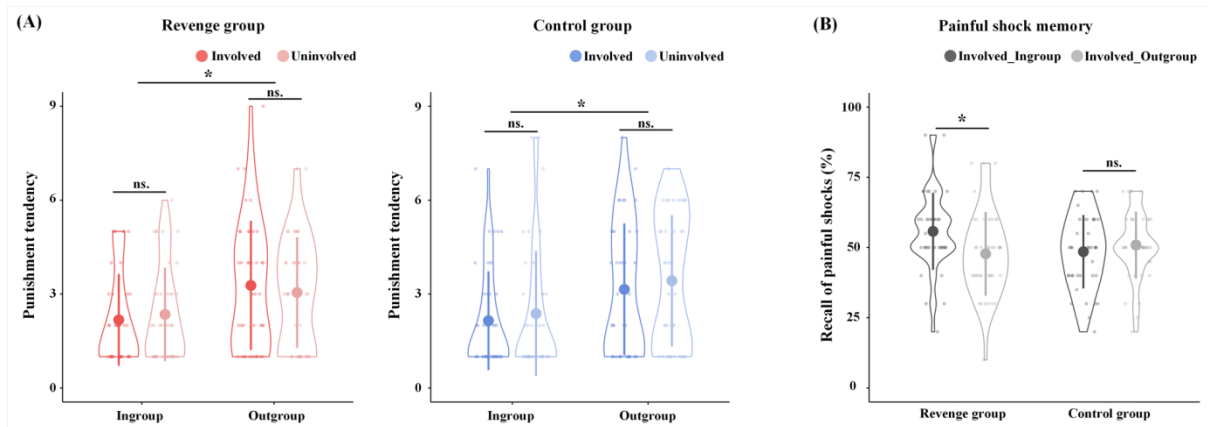 (A)
Revenge group
Involved Uninvolved
*
ns.
ns.
Punishment tendency
9
6
3
0
Ingroup Outgroup
Control group
Involved Uninvolved
*
ns.
ns.
Punishment tendency
9
6
3
0
Ingroup Outgroup
(B)
Painful shock memory
Involved_Ingroup Involved_Outgroup
*
ns.
Recall of painful shocks (%)
100
75
50
25
0
Revenge group Control group